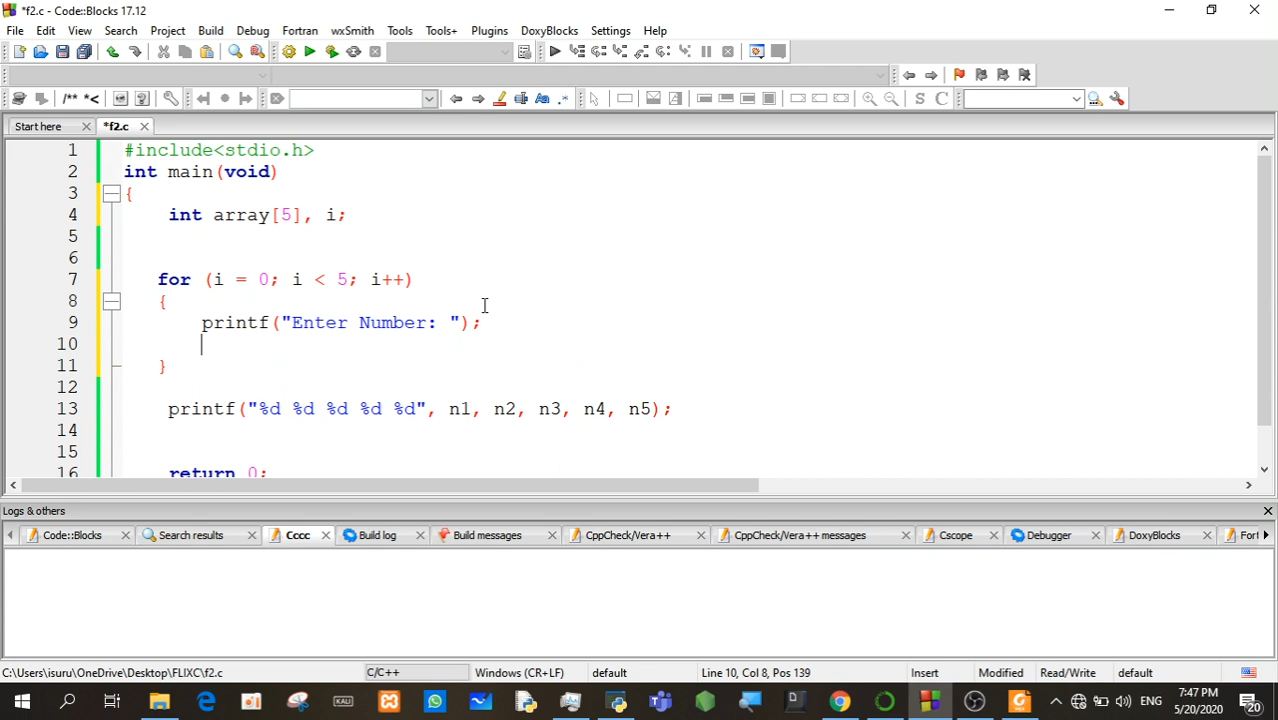 *f2.c - Code::Blocks 17.12
File Edit View Search Project Build Debug Fortran wxSmith Tools Tools+ Plugins DoxyBlocks Settings Help
/** *<
S C
Start here *f2.c
1 #include<stdio.h>
2 int main(void)
3 {
4 int array[5], i;
5
6
7 for (i = 0; i < 5; i++)
8 {
9 printf("Enter Number: ");
10
11 }
12
13 printf("%d %d %d %d %d", n1, n2, n3, n4, n5);
14
15
16 return 0;
Logs & others
Code::Blocks Search results Cccc Build log Build messages CppCheck/Vera++ CppCheck/Vera++ messages Cscope Debugger DoxyBlocks Fort
C:\Users\isuru\OneDrive\Desktop\FLIXC\f2.c C/C++ Windows (CR+LF) default Line 10, Col 8, Pos 139 Insert Modified Read/Write default
KALI ENG 7:47 PM
5/20/2020 20